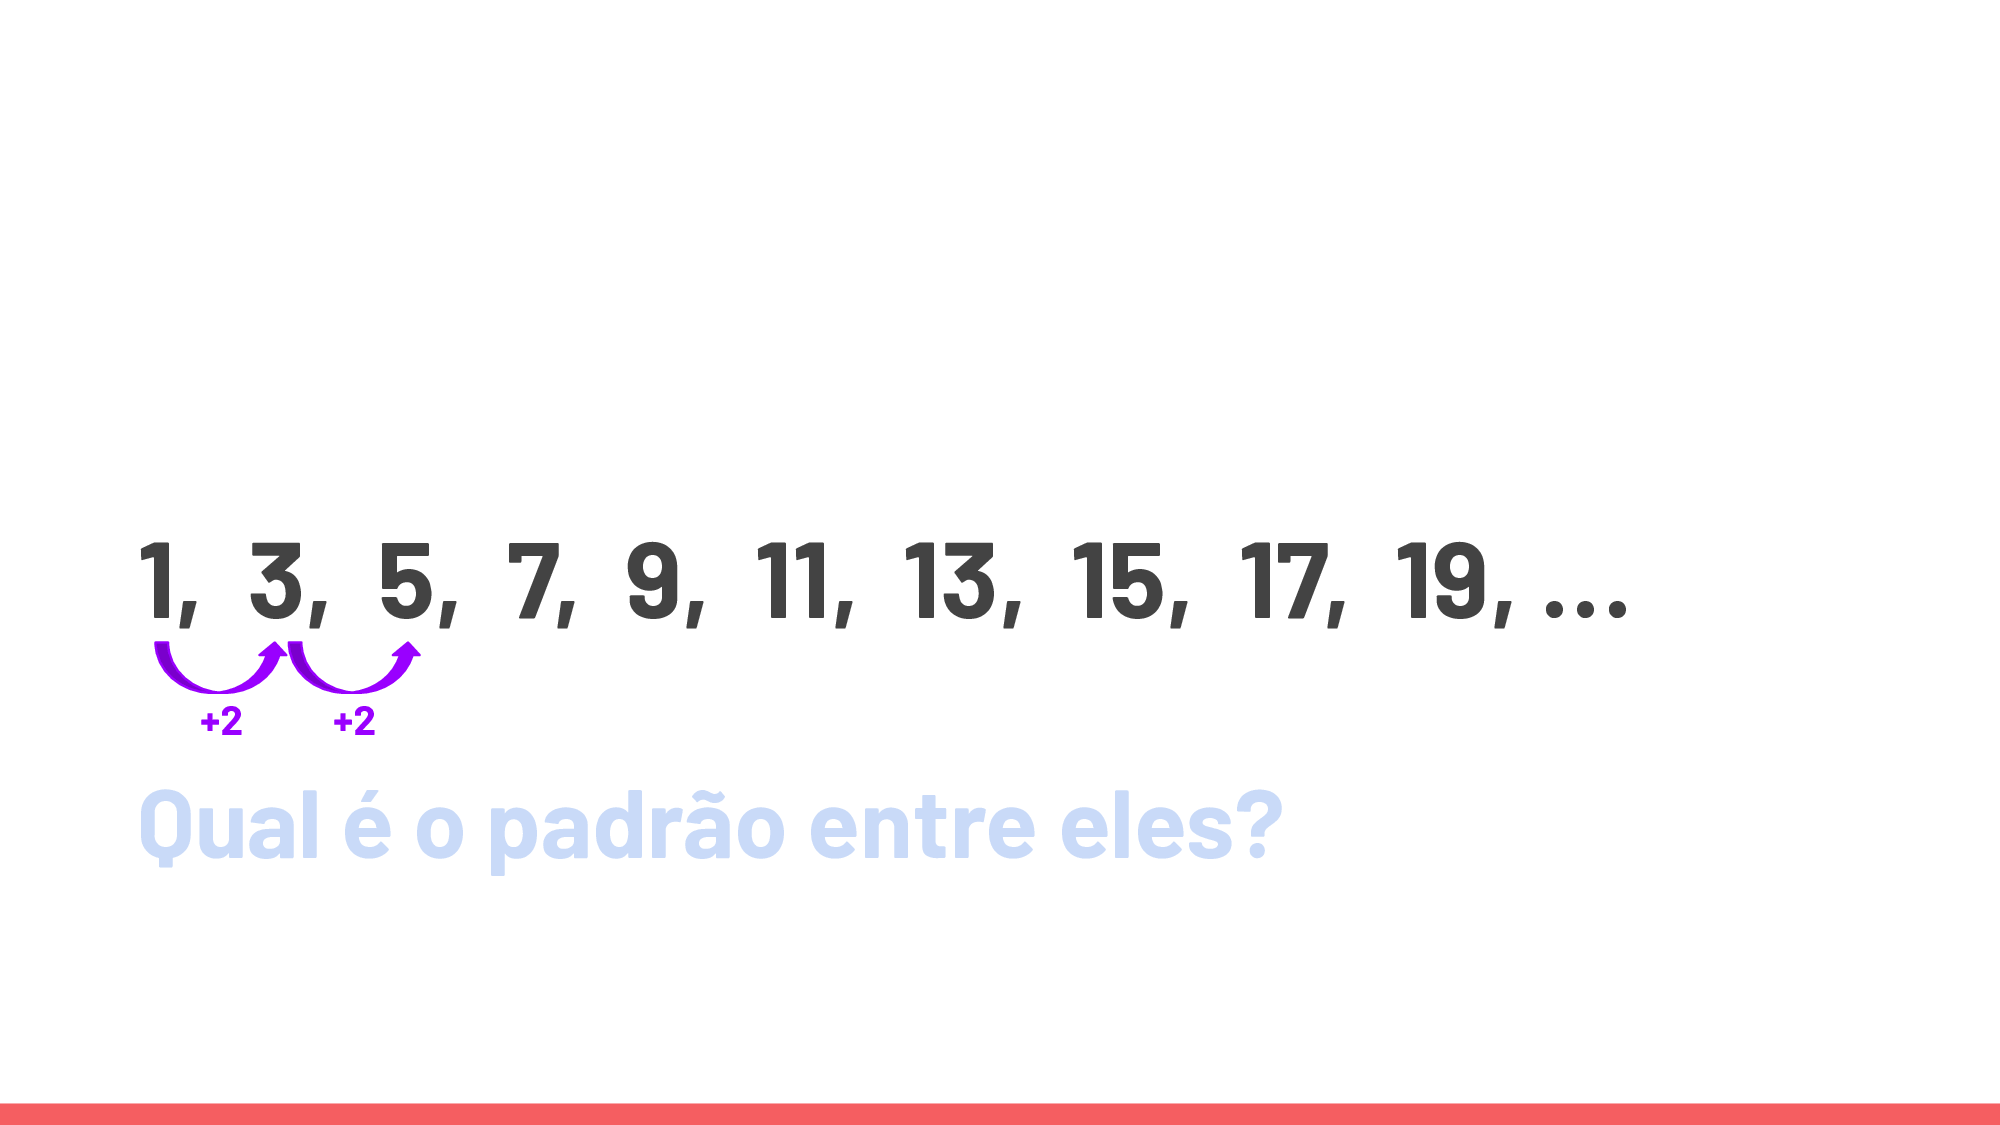 1, 3, 5, 7, 9, 11, 13, 15, 17, 19, ...
+2 +2
Qual é o padrão entre eles?